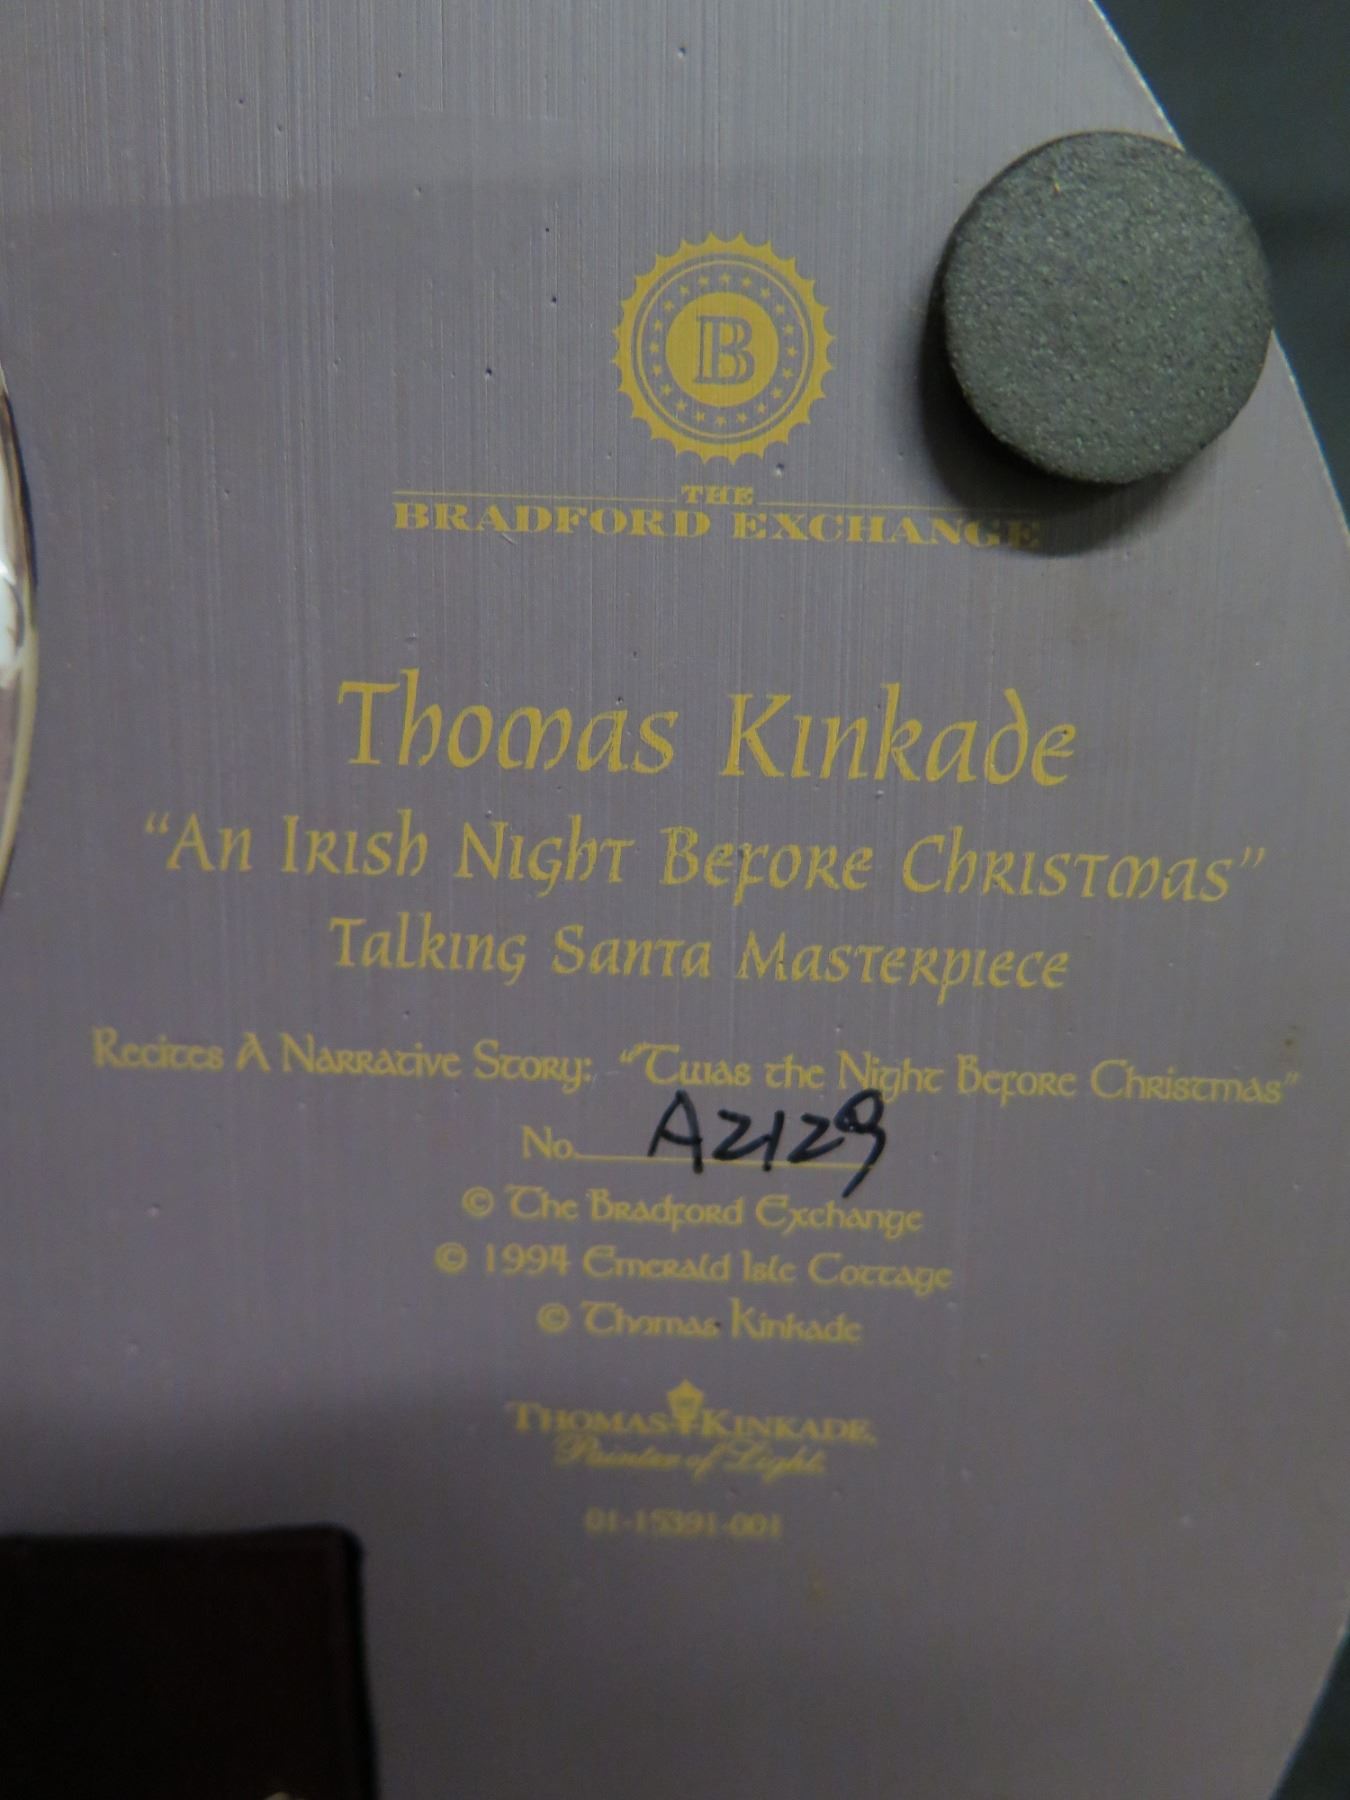 B
THE
BRADFORD EXCHANGE
Thomas Kinkade
"An Irish Night Before Christmas"
Talking Santa Masterpiece
Recites A Narrative Story: "'Twas the Night Before Christmas"
No. A2129
© The Bradford Exchange
© 1994 Emerald Isle Cottage
© Thomas Kinkade
THOMAS KINKADE
Painter of Light
01-15391-001